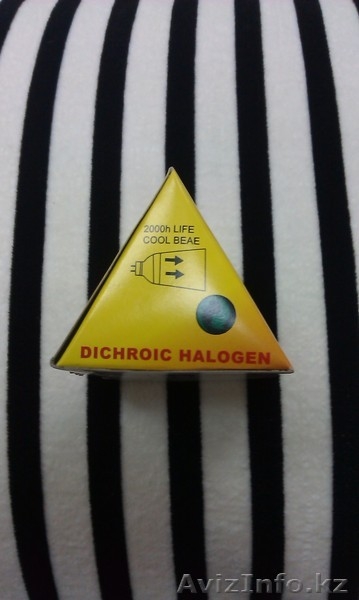 2000h LIFE
COOL BEAE
DICHROIC HALOGEN
AvizInfo.kz